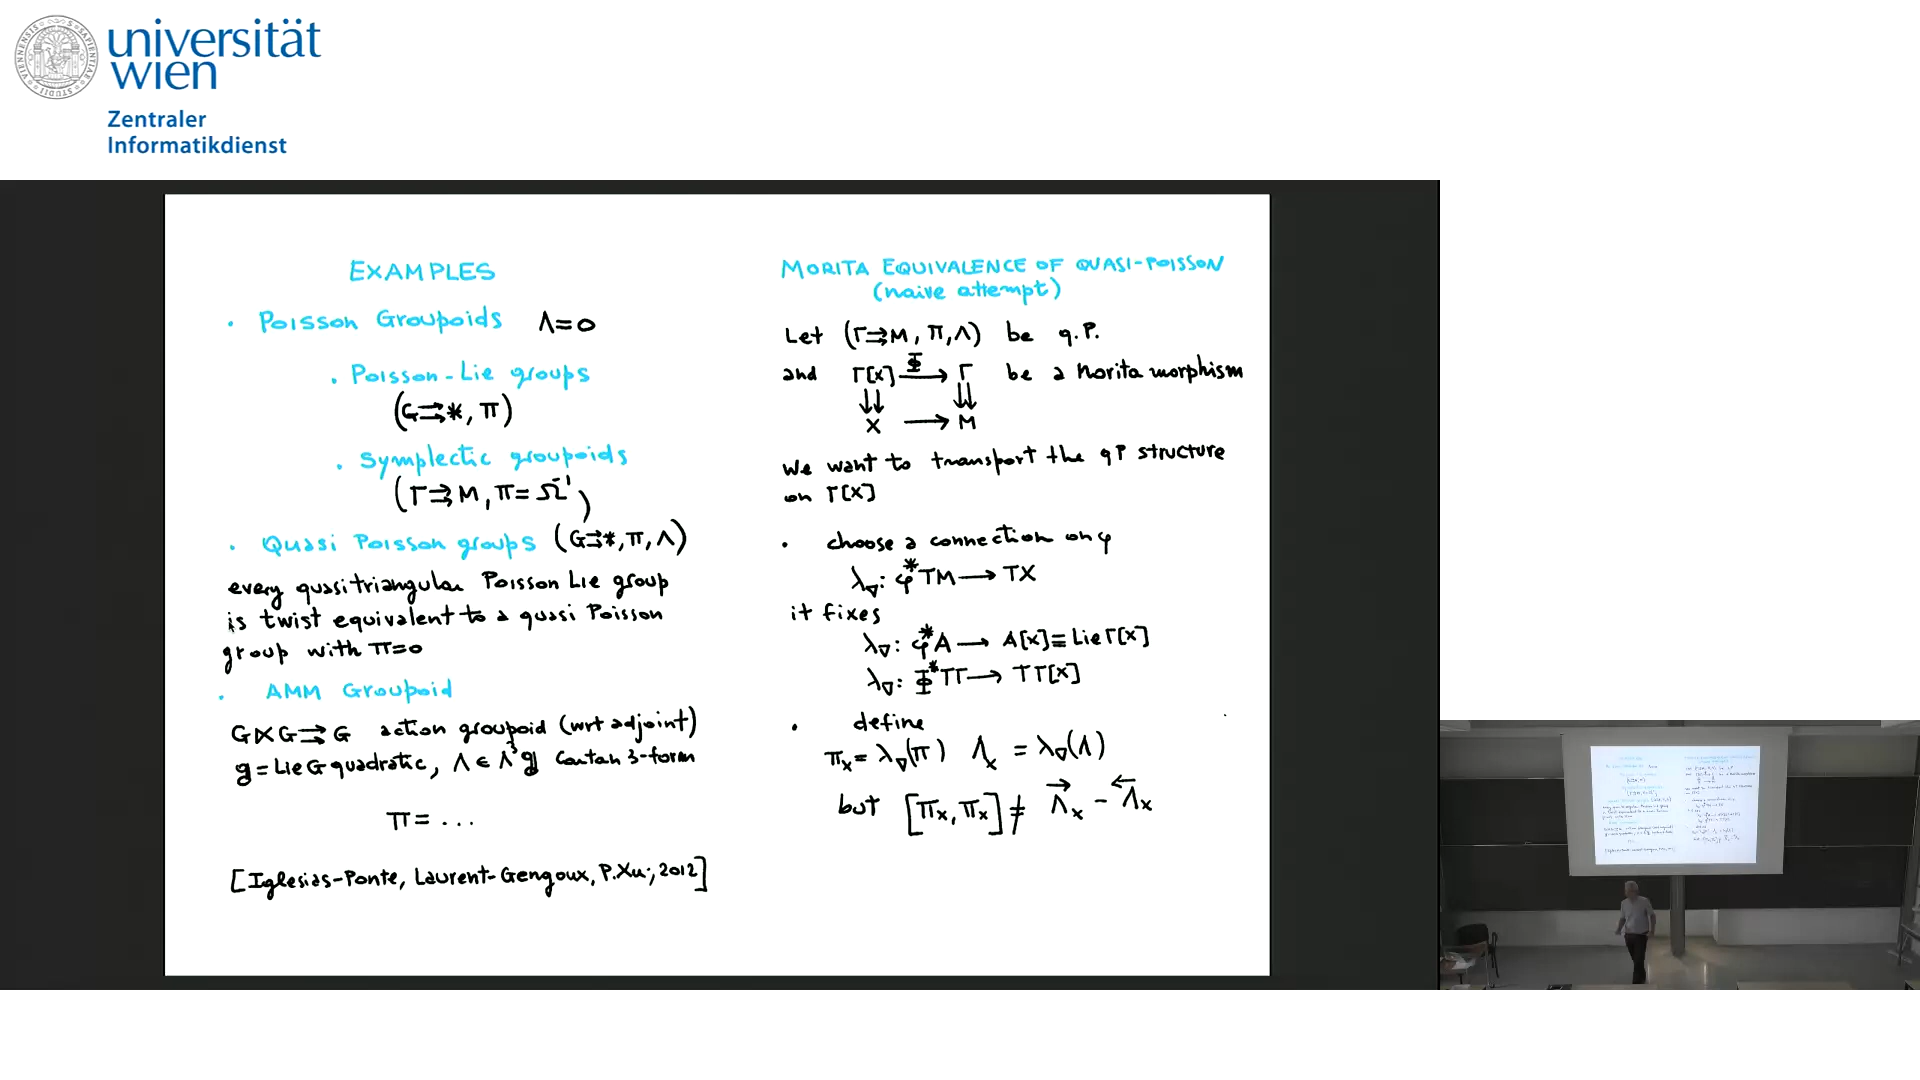 universität
wien
Zentraler
Informatikdienst
EXAMPLES
· Poisson Groupoids Λ=0
· Poisson-Lie groups
(G⇉*, π)
· Symplectic groupoids
(Γ⇉M, π=Ω⁻¹)
· Quasi Poisson groups (G⇉*, π, Λ)
every quasitriangular Poisson Lie group
is twist equivalent to a quasi Poisson
group with π=0
· AMM Groupoid
G⋉G⇉G action groupoid (wrt adjoint)
g = Lie G quadratic, Λ ∈ Λ³g Cartan 3-form
π = ...
[Iglesias-Ponte, Laurent-Gengoux, P.Xu; 2012]
MORITA EQUIVALENCE OF QUASI-POISSON
(naive attempt)
Let (Γ⇉M, π, Λ) be q.P.
and Γ[X] —Φ→ Γ be a Morita morphism
⇓ ⇓
X ⟶ M
We want to transport the qP structure
on Γ[X]
· choose a connection on φ
λ∇: φ*TM ⟶ TX
it fixes
λ∇: φ*A ⟶ A[X] ≡ Lie Γ[X]
λ∇: Φ*TΓ ⟶ TΓ[X]
· define
πx = λ∇(π) Λx = λ∇(Λ)
but [πx, πx] ≠ →Λx − ←Λx